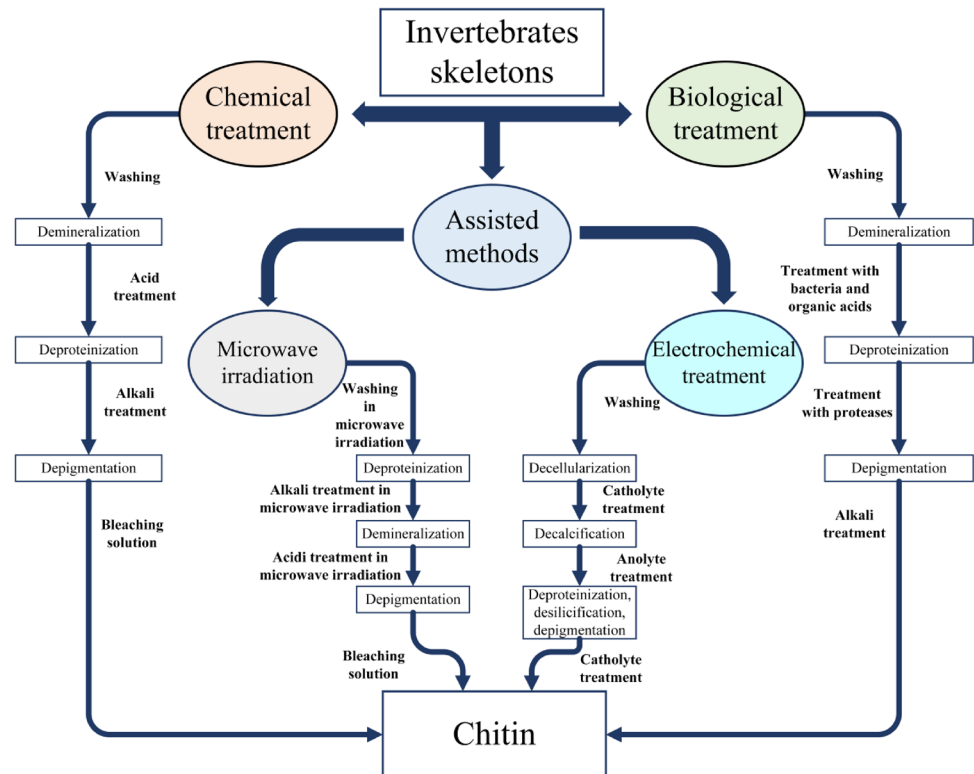 Invertebrates
skeletons
Chemical
treatment
Biological
treatment
Assisted
methods
Microwave
irradiation
Electrochemical
treatment
Washing
Demineralization
Acid
treatment
Deproteinization
Alkali
treatment
Depigmentation
Bleaching
solution
Washing
in
microwave
irradiation
Deproteinization
Alkali treatment in
microwave irradiation
Demineralization
Acidi treatment in
microwave irradiation
Depigmentation
Bleaching
solution
Washing
Decellularization
Catholyte
treatment
Decalcification
Anolyte
treatment
Deproteinization,
desilicification,
depigmentation
Catholyte
treatment
Washing
Demineralization
Treatment with
bacteria and
organic acids
Deproteinization
Treatment
with proteases
Depigmentation
Alkali
treatment
Chitin